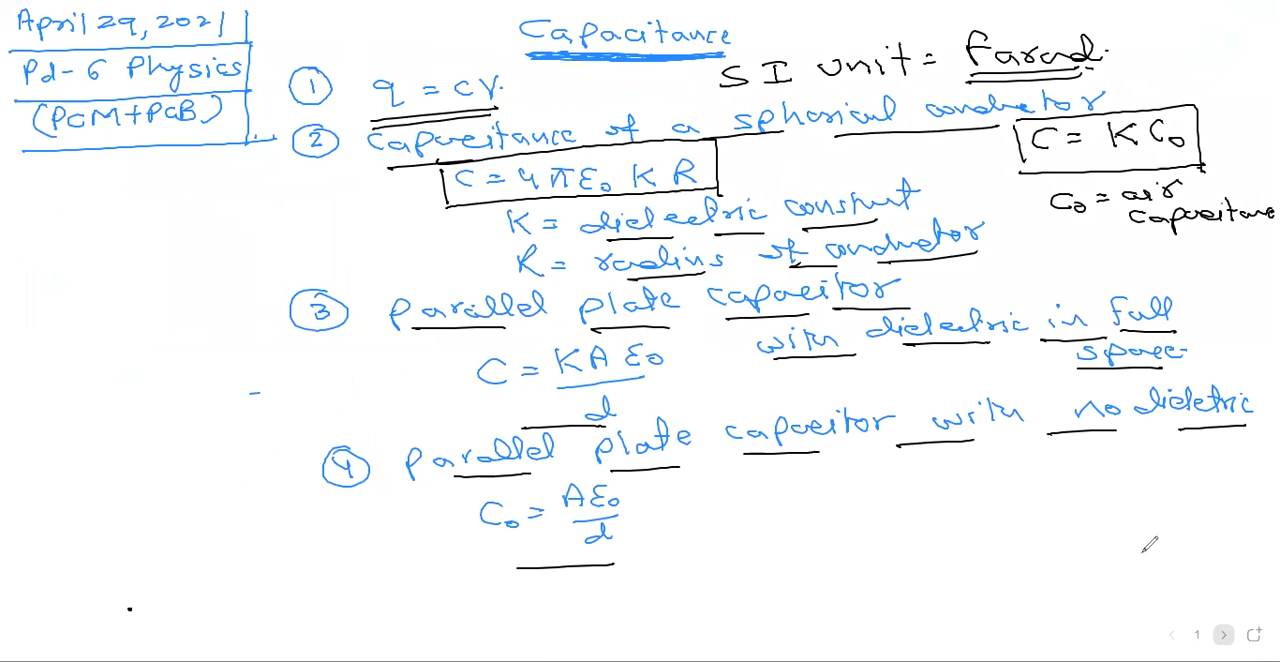 April 29, 2021
Pd-6 Physics
(PCM+PCB)
Capacitance
SI unit = Farad.
① q = cv.
② Capacitance of a spherical conductor
C = 4πε₀ K R
C = K C₀
C₀ = air capacitance
K = dielectric constant
R = radius of conductor
③ Parallel plate capacitor
with dielectric in full space
C = KAε₀/d
④ Parallel plate capacitor with no dieletric
C₀ = Aε₀/d
1